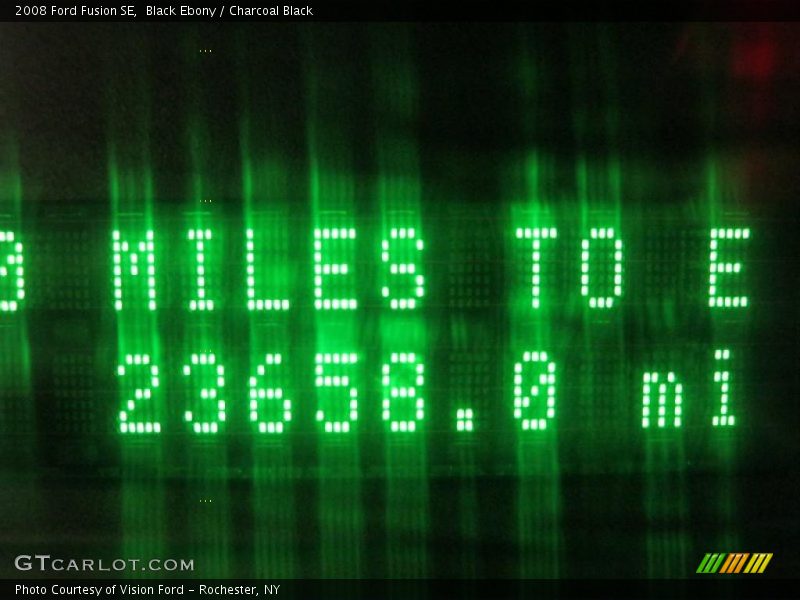 2008 Ford Fusion SE,  Black Ebony / Charcoal Black
MILES TO E
23658.0 mi
GTCARLOT.COM
Photo Courtesy of Vision Ford - Rochester, NY